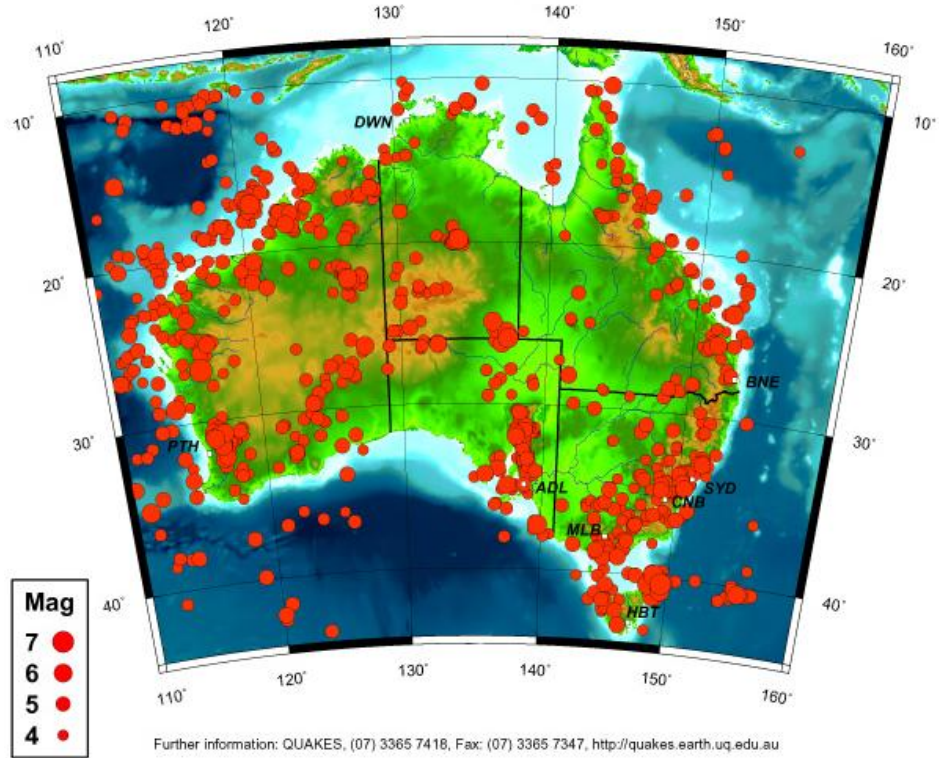 120˚ 130˚ 140˚ 150˚
110˚ 160˚
10˚ DWN 10˚
20˚ 20˚
BNE
30˚ PTH 30˚
ADL SYD
CNB
MLB
40˚ HBT 40˚
110˚ 120˚ 130˚ 140˚ 150˚ 160˚
Mag
7
6
5
4
Further information: QUAKES, (07) 3365 7418, Fax: (07) 3365 7347, http://quakes.earth.uq.edu.au